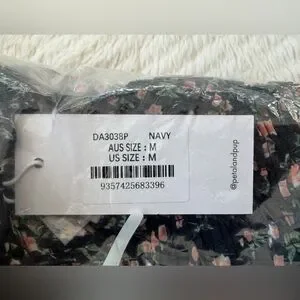 DA3038P NAVY
AUS SIZE : M
US SIZE : M
9357425683396
@petalandpup